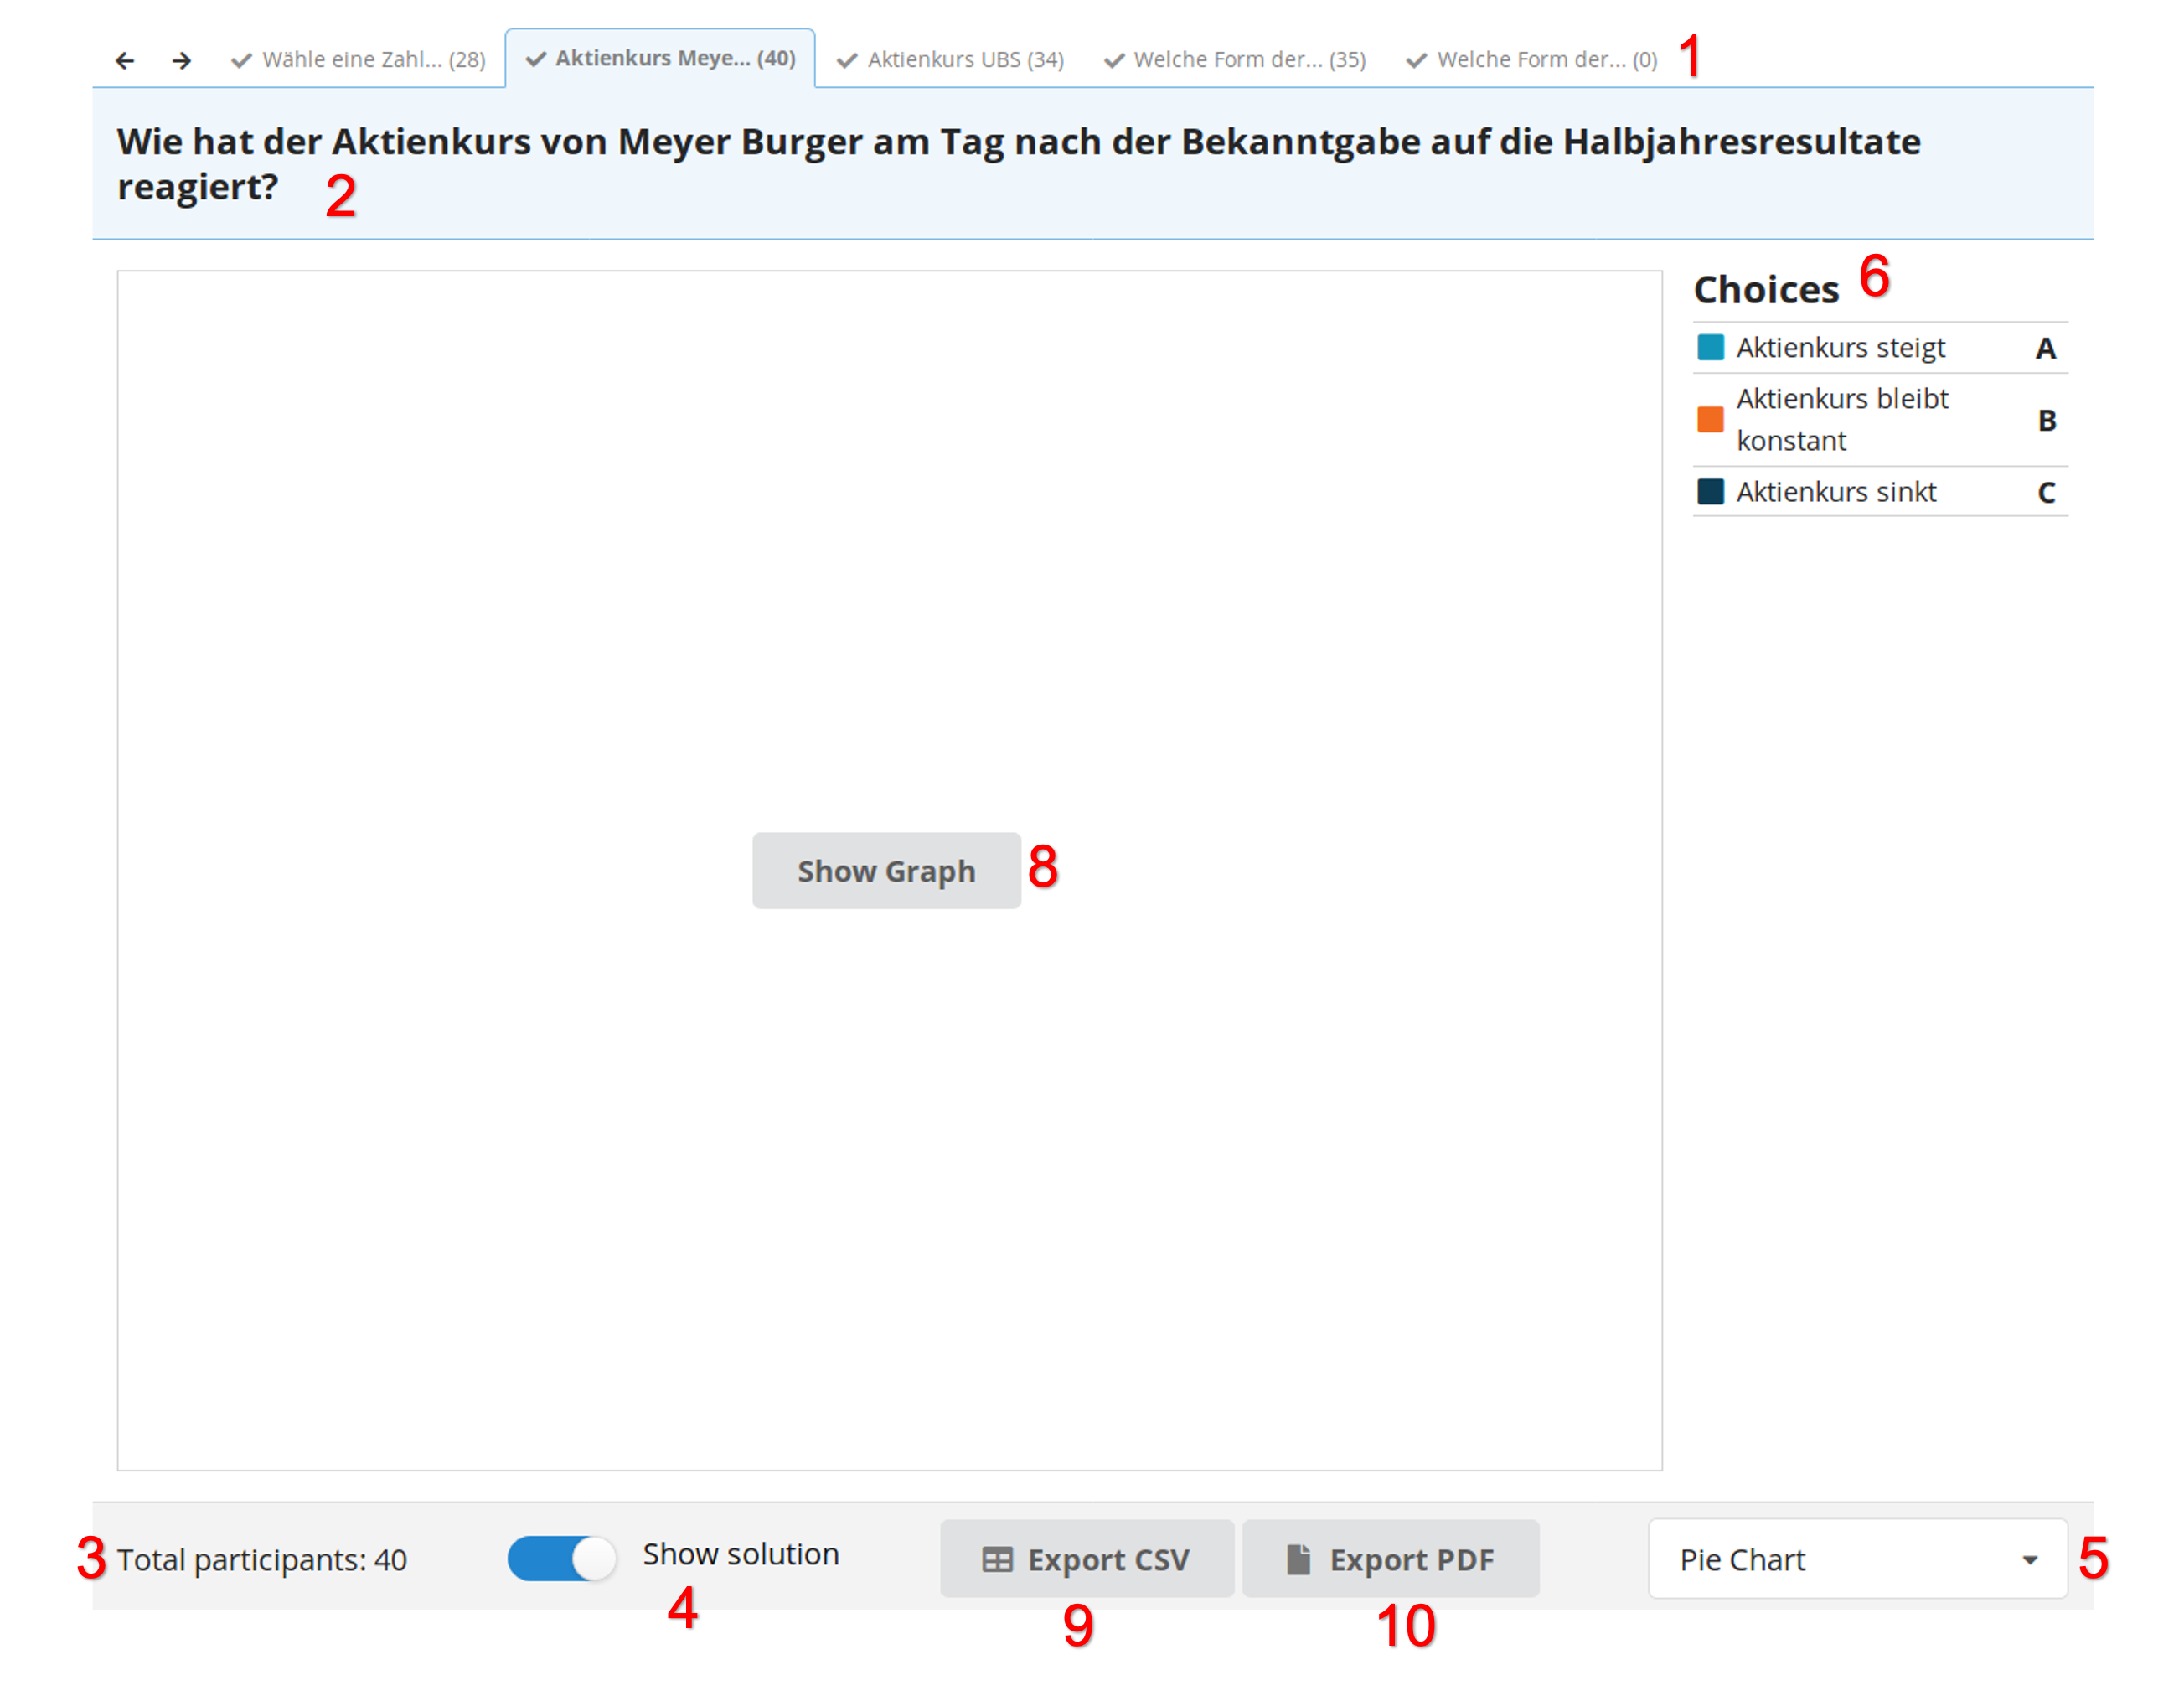 Wähle eine Zahl... (28) Aktienkurs Meye... (40) Aktienkurs UBS (34) Welche Form der... (35) Welche Form der... (0) 1
Wie hat der Aktienkurs von Meyer Burger am Tag nach der Bekanntgabe auf die Halbjahresresultate
reagiert? 2
Choices 6
Aktienkurs steigt A
Aktienkurs bleibt
konstant B
Aktienkurs sinkt C
Show Graph 8
3 Total participants: 40 Show solution Export CSV Export PDF Pie Chart 5
4 9 10